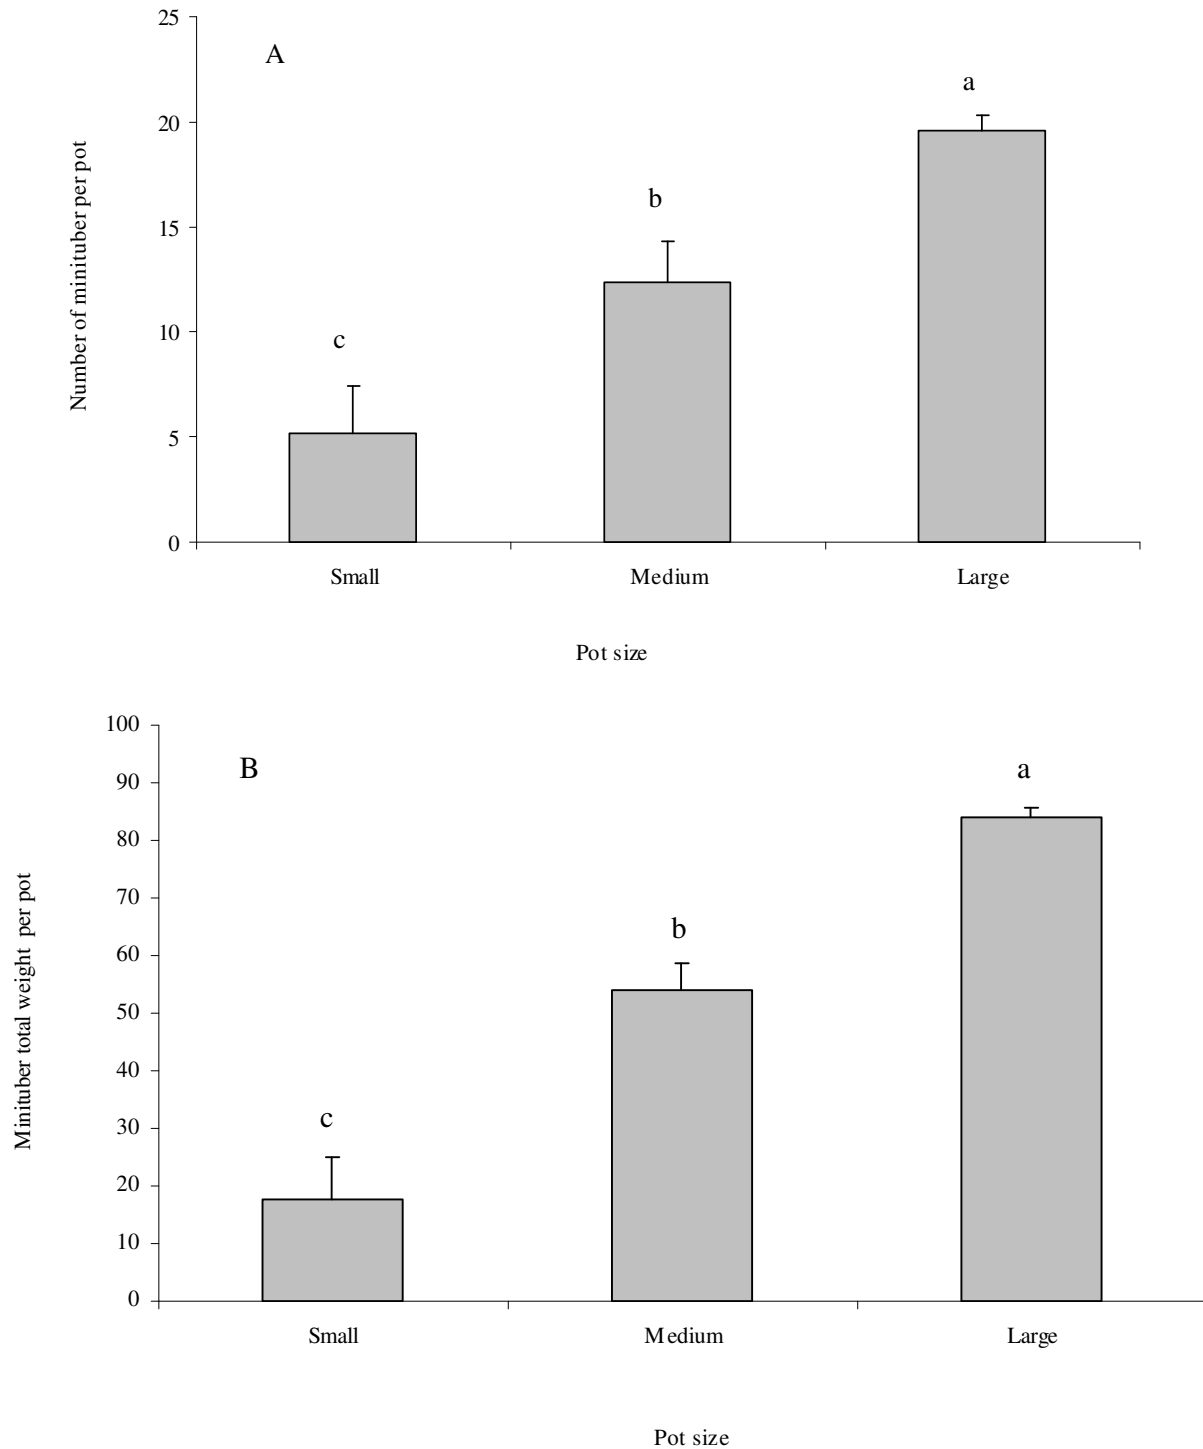 25
A
a
20
b
15
Number of minituber per pot
10
c
5
0
Small Medium Large
Pot size
100
B
a
90
80
70
b
60
Minituber total weight per pot
50
40
c
30
20
10
0
Small Medium Large
Pot size